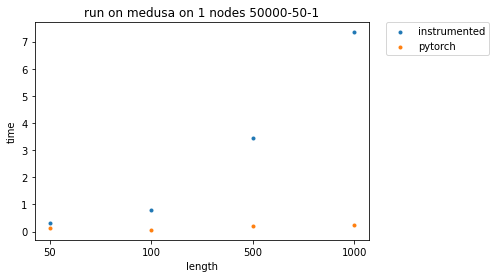 run on medusa on 1 nodes 50000-50-1
instrumented
pytorch
7
6
5
4
3
2
1
0
time
50 100 500 1000
length